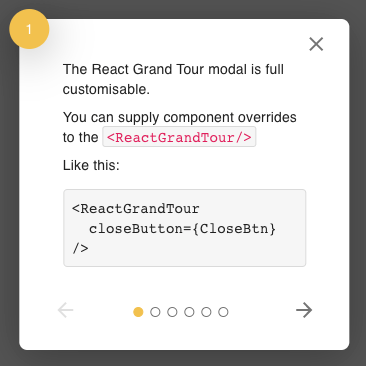 1
The React Grand Tour modal is full
customisable.
You can supply component overrides
to the <ReactGrandTour/>
Like this:
<ReactGrandTour
  closeButton={CloseBtn}
/>